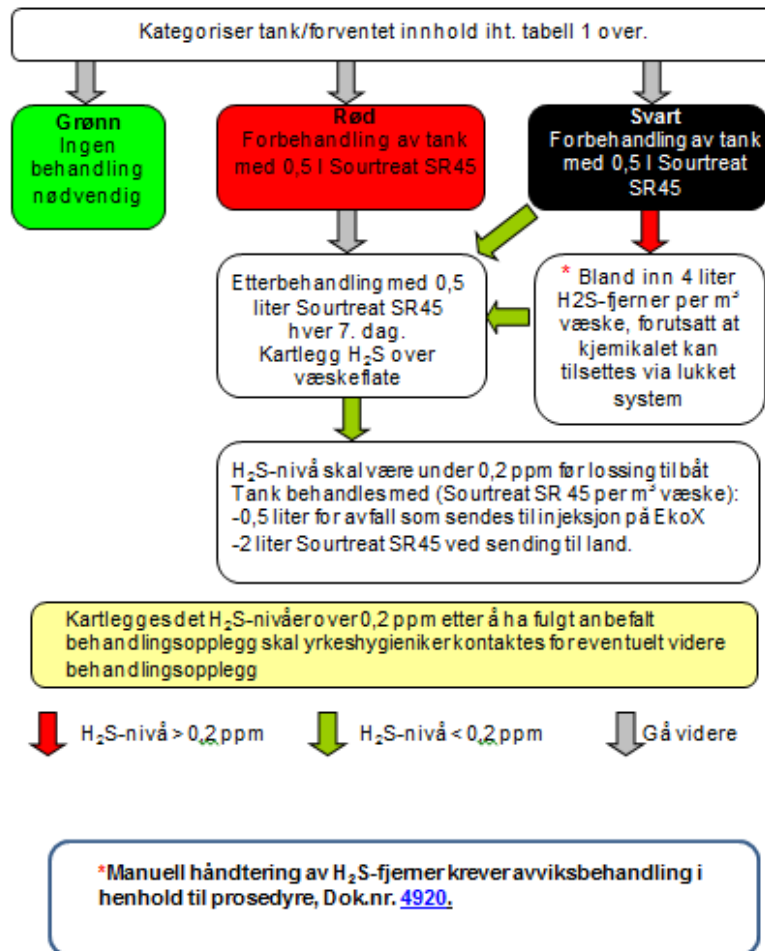 Kategoriser tank/forventet innhold iht. tabell 1 over.
Grønn
Ingen
behandling
nødvendig
Rød
Forbehandling av tank
med 0,5 l Sourtreat SR45
Svart
Forbehandling av tank
med 0,5 l Sourtreat
SR45
Etterbehandling med 0,5
liter Sourtreat SR45
hver 7. dag.
Kartlegg H₂S over
væskeflate
* Bland inn 4 liter
H2S-fjerner per m³
væske, forutsatt at
kjemikalet kan
tilsettes via lukket
system
H₂S-nivå skal være under 0,2 ppm før lossing til båt
Tank behandles med (Sourtreat SR 45 per m³ væske):
-0,5 liter for avfall som sendes til injeksjon på EkoX
-2 liter Sourtreat SR45 ved sending til land.
Kartlegges det H₂S-nivåer over 0,2 ppm etter å ha fulgt anbefalt
behandlingsopplegg skal yrkeshygieniker kontaktes for eventuelt videre
behandlingsopplegg
H₂S-nivå > 0,2 ppm
H₂S-nivå < 0,2 ppm
Gå videre
*Manuell håndtering av H₂S-fjerner krever avviksbehandling i
henhold til prosedyre, Dok.nr. 4920.